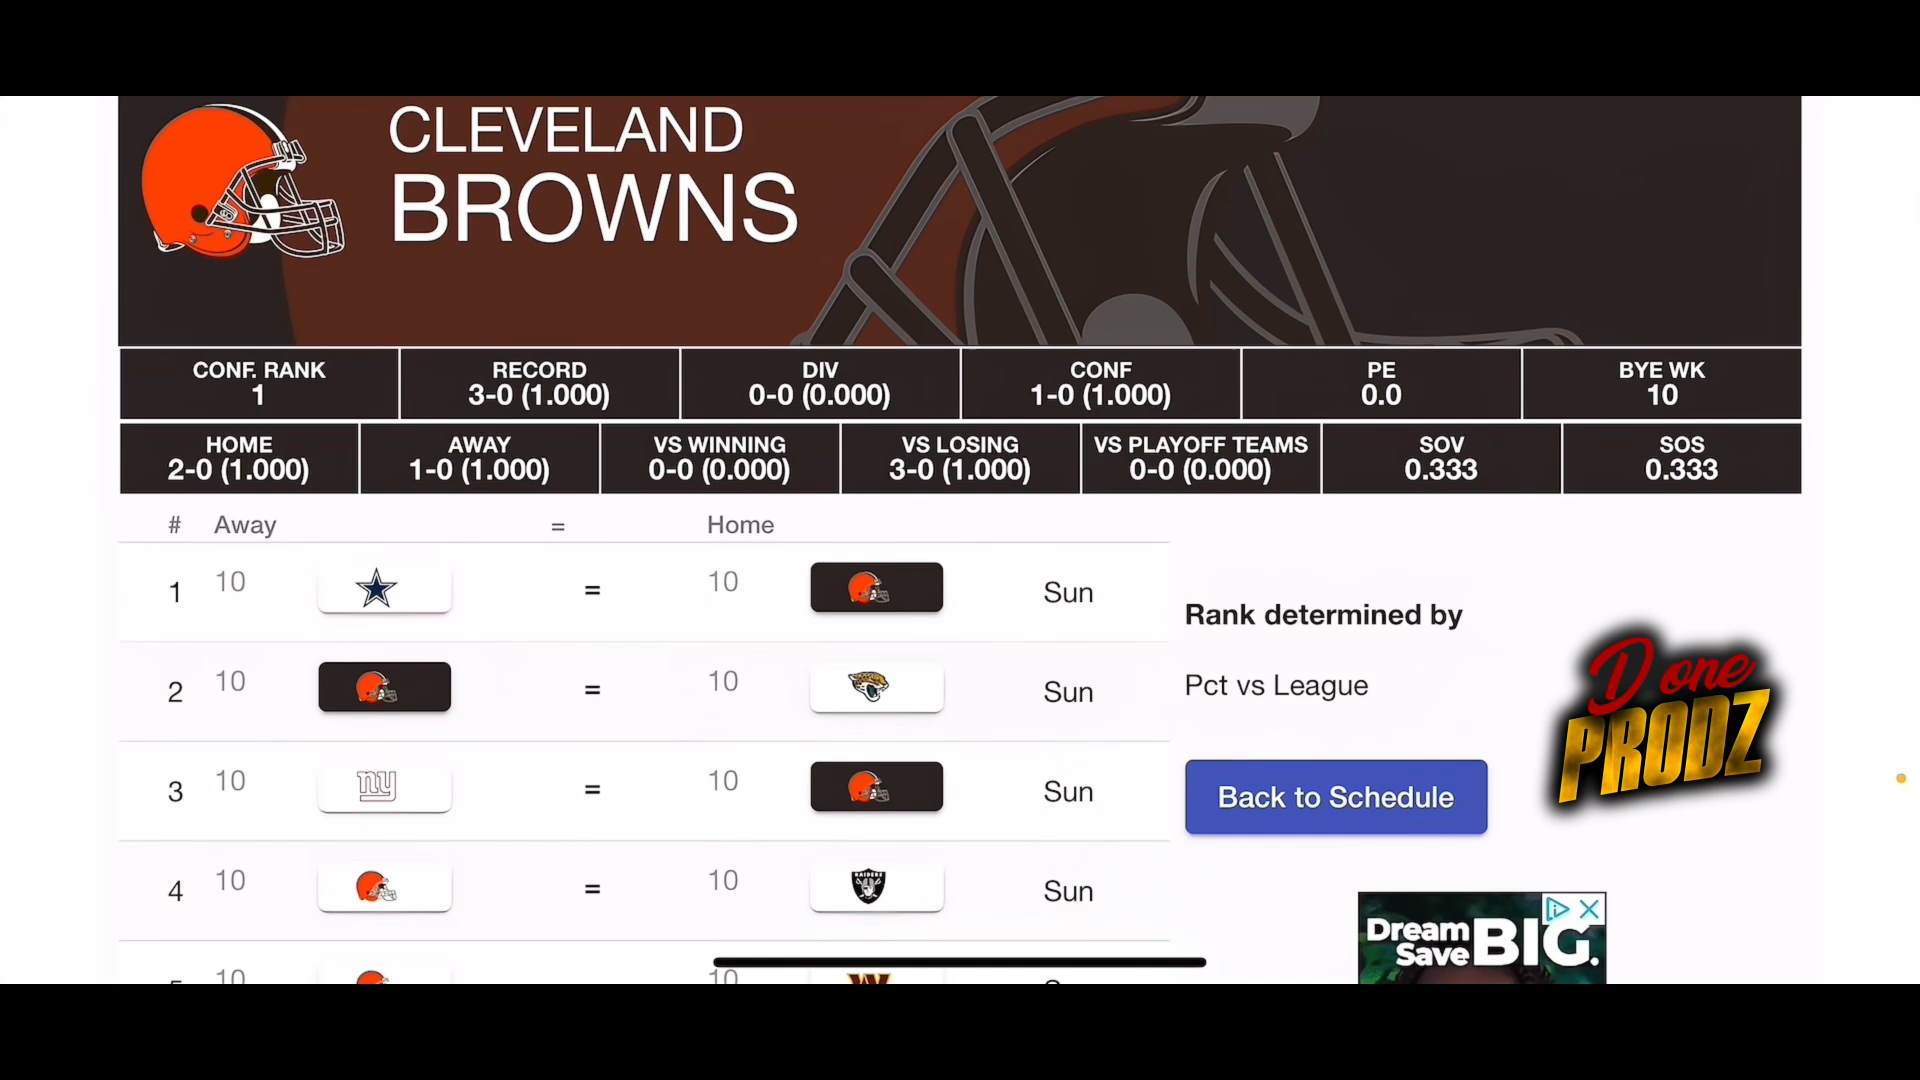 CLEVELAND
BROWNS
CONF. RANK RECORD DIV CONF PE BYE WK
1 3-0 (1.000) 0-0 (0.000) 1-0 (1.000) 0.0 10
HOME AWAY VS WINNING VS LOSING VS PLAYOFF TEAMS SOV SOS
2-0 (1.000) 1-0 (1.000) 0-0 (0.000) 3-0 (1.000) 0-0 (0.000) 0.333 0.333
# Away = Home
1 10 = 10 Sun
2 10 = 10 Sun
3 10 ny = 10 Sun
4 10 = 10 RAIDERS Sun
10 10
Rank determined by
Pct vs League
Back to Schedule
D one
PRODZ
Dream
Save BIG.